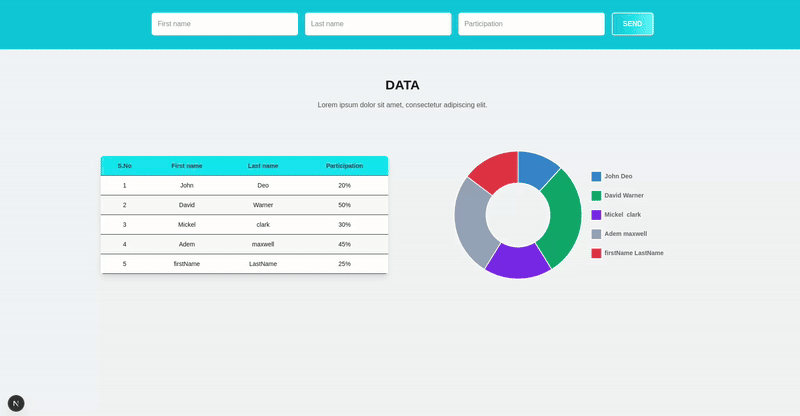 First name Last name Participation SEND
DATA
Lorem ipsum dolor sit amet, consectetur adipiscing elit.
S.No First name Last name Participation
1 John Deo 20%
2 David Warner 50%
3 Mickel clark 30%
4 Adem maxwell 45%
5 firstName LastName 25%
John Deo
David Warner
Mickel clark
Adem maxwell
firstName LastName
N